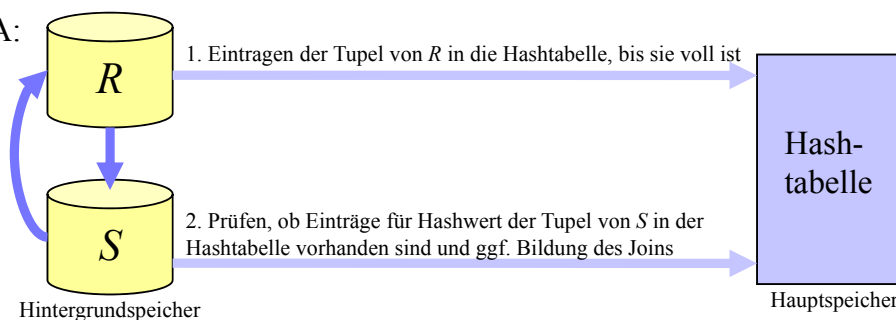 A:
R
1. Eintragen der Tupel von R in die Hashtabelle, bis sie voll ist
Hash-
tabelle
S
2. Prüfen, ob Einträge für Hashwert der Tupel von S in der
Hashtabelle vorhanden sind und ggf. Bildung des Joins
Hintergrundspeicher
Hauptspeicher